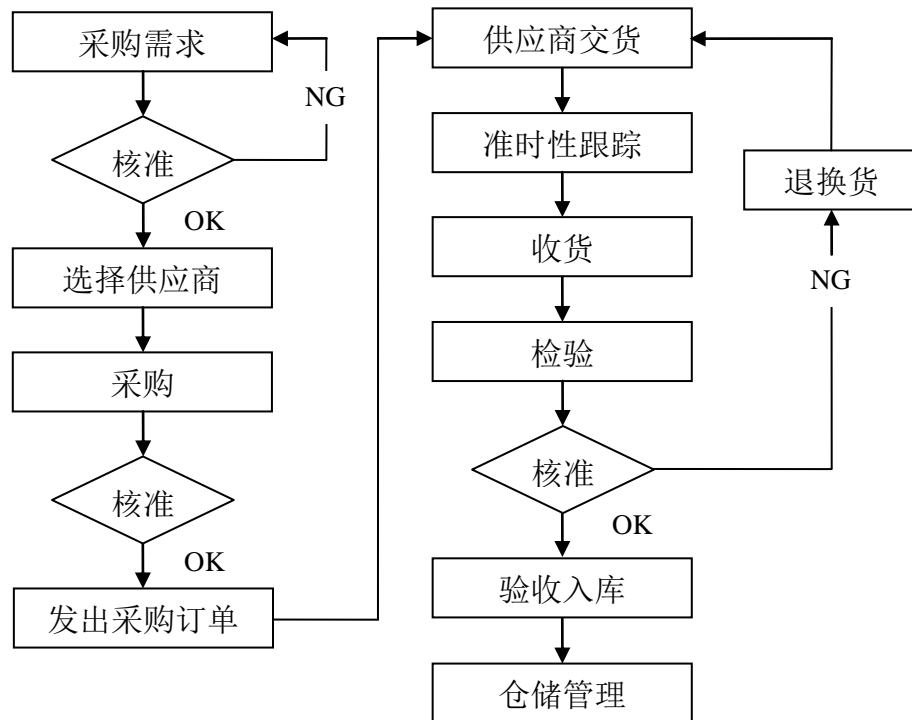 采购需求
NG
核准
OK
选择供应商
采购
核准
OK
发出采购订单
供应商交货
准时性跟踪
退换货
收货
NG
检验
核准
OK
验收入库
仓储管理